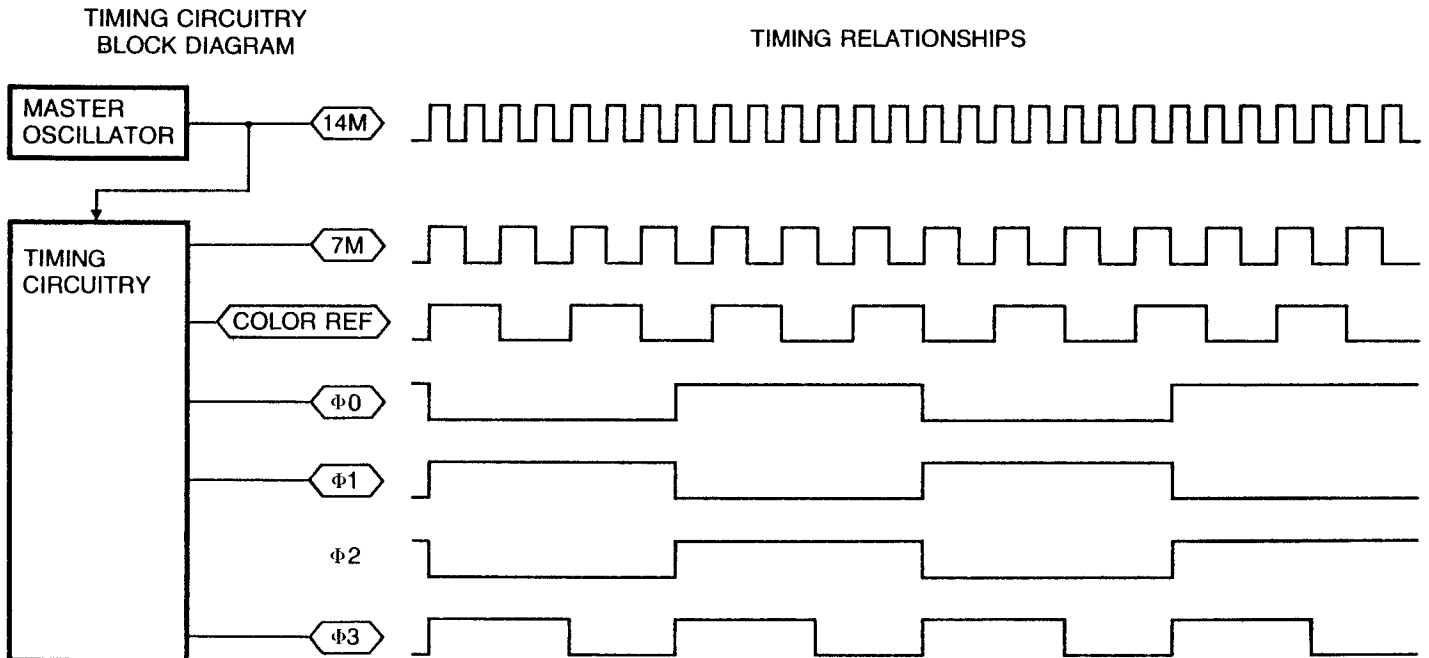 TIMING CIRCUITRY
BLOCK DIAGRAM
TIMING RELATIONSHIPS
MASTER
OSCILLATOR
14M
TIMING
CIRCUITRY
7M
COLOR REF
Φ0
Φ1
Φ2
Φ3